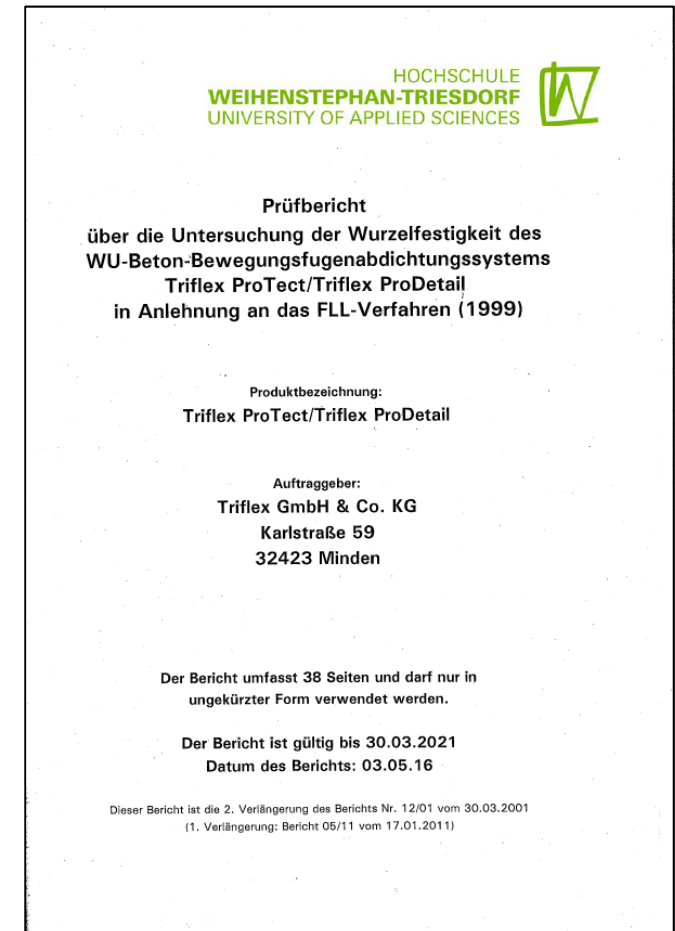 HOCHSCHULE
WEIHENSTEPHAN-TRIESDORF
UNIVERSITY OF APPLIED SCIENCES
Prüfbericht
über die Untersuchung der Wurzelfestigkeit des
WU-Beton-Bewegungsfugenabdichtungssystems
Triflex ProTect/Triflex ProDetail
in Anlehnung an das FLL-Verfahren (1999)
Produktbezeichnung:
Triflex ProTect/Triflex ProDetail
Auftraggeber:
Triflex GmbH & Co. KG
Karlstraße 59
32423 Minden
Der Bericht umfasst 38 Seiten und darf nur in
ungekürzter Form verwendet werden.
Der Bericht ist gültig bis 30.03.2021
Datum des Berichts: 03.05.16
Dieser Bericht ist die 2. Verlängerung des Berichts Nr. 12/01 vom 30.03.2001
(1. Verlängerung: Bericht 05/11 vom 17.01.2011)